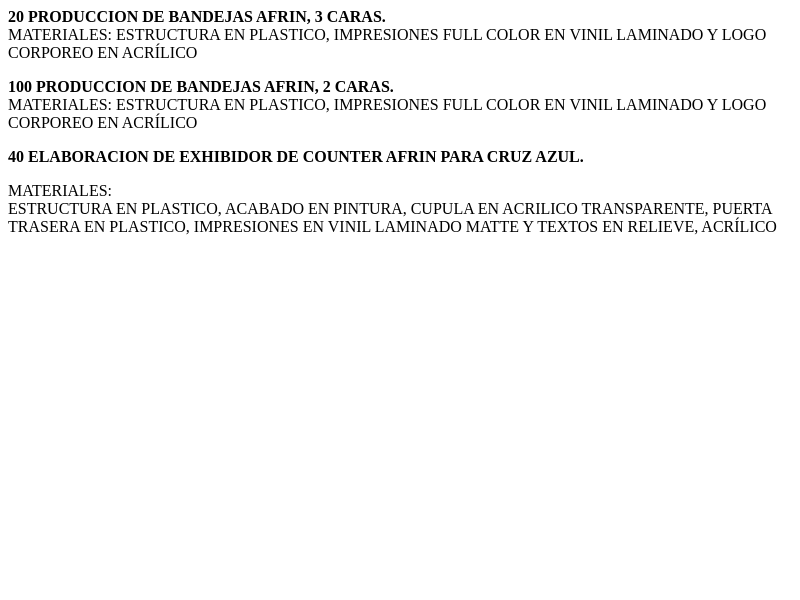 20 PRODUCCION DE BANDEJAS AFRIN, 3 CARAS.
MATERIALES: ESTRUCTURA EN PLASTICO, IMPRESIONES FULL COLOR EN VINIL LAMINADO Y LOGO
CORPOREO EN ACRÍLICO
100 PRODUCCION DE BANDEJAS AFRIN, 2 CARAS.
MATERIALES: ESTRUCTURA EN PLASTICO, IMPRESIONES FULL COLOR EN VINIL LAMINADO Y LOGO
CORPOREO EN ACRÍLICO
40 ELABORACION DE EXHIBIDOR DE COUNTER AFRIN PARA CRUZ AZUL.
MATERIALES:
ESTRUCTURA EN PLASTICO, ACABADO EN PINTURA, CUPULA EN ACRILICO TRANSPARENTE, PUERTA
TRASERA EN PLASTICO, IMPRESIONES EN VINIL LAMINADO MATTE Y TEXTOS EN RELIEVE, ACRÍLICO